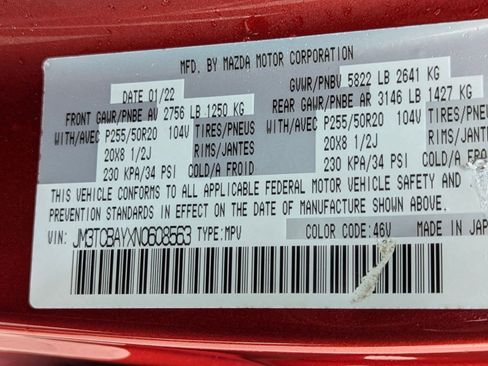 MFD. BY MAZDA MOTOR CORPORATION
DATE 01/22 GVWR/PNBV 5822 LB 2641 KG
FRONT GAWR/PNBE AV 2756 LB 1250 KG REAR GAWR/PNBE AR 3146 LB 1427 KG
WITH/AVEC P255/50R20 104V TIRES/PNEUS WITH/AVEC P255/50R20 104V TIRES/PNEUS
20X8 1/2J RIMS/JANTES 20X8 1/2J RIMS/JANTES
230 KPA/34 PSI COLD/A FROID 230 KPA/34 PSI COLD/A FROID
THIS VEHICLE CONFORMS TO ALL APPLICABLE FEDERAL MOTOR VEHICLE SAFETY AND
PREVENTION STANDARDS IN EFFECT ON THE DATE OF MANUFACTURE SHOWN ABOVE.
VIN: JM3TCBAYXN0608563 TYPE:MPV COLOR CODE:46V MADE IN JAP